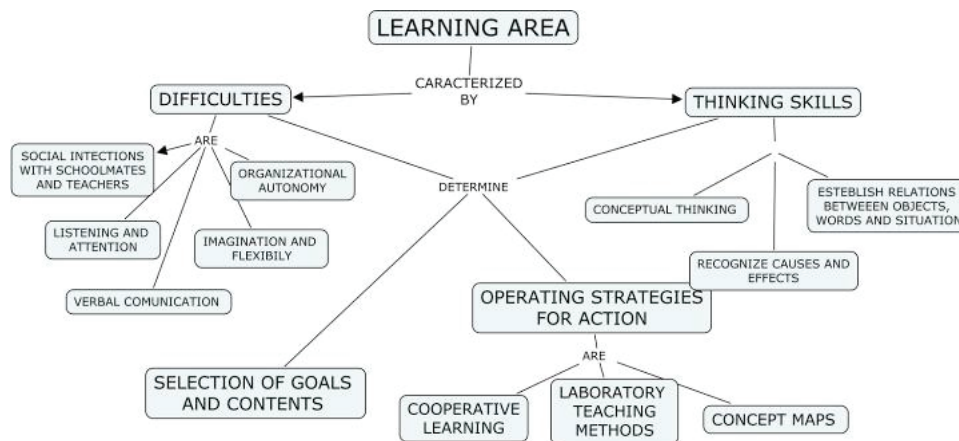 LEARNING AREA
CARACTERIZED
BY
DIFFICULTIES
THINKING SKILLS
ARE
SOCIAL INTECTIONS
WITH SCHOOLMATES
AND TEACHERS
ORGANIZATIONAL
AUTONOMY
DETERMINE
CONCEPTUAL THINKING
ESTEBLISH RELATIONS
BETWEEEN OBJECTS,
WORDS AND SITUATION
LISTENING AND
ATTENTION
IMAGINATION AND
FLEXIBILY
RECOGNIZE CAUSES AND
EFFECTS
VERBAL COMUNICATION
OPERATING STRATEGIES
FOR ACTION
ARE
SELECTION OF GOALS
AND CONTENTS
COOPERATIVE
LEARNING
LABORATORY
TEACHING
METHODS
CONCEPT MAPS